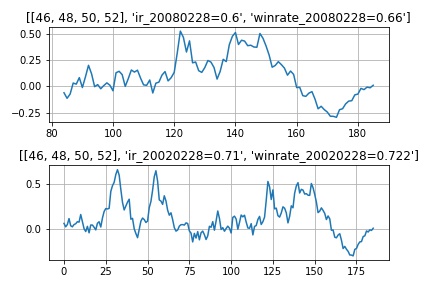 [[46, 48, 50, 52], 'ir_20080228=0.6', 'winrate_20080228=0.66']
0.50
0.25
0.00
−0.25
80 100 120 140 160 180
[[46, 48, 50, 52], 'ir_20020228=0.71', 'winrate_20020228=0.722']
0.5
0.0
0 25 50 75 100 125 150 175